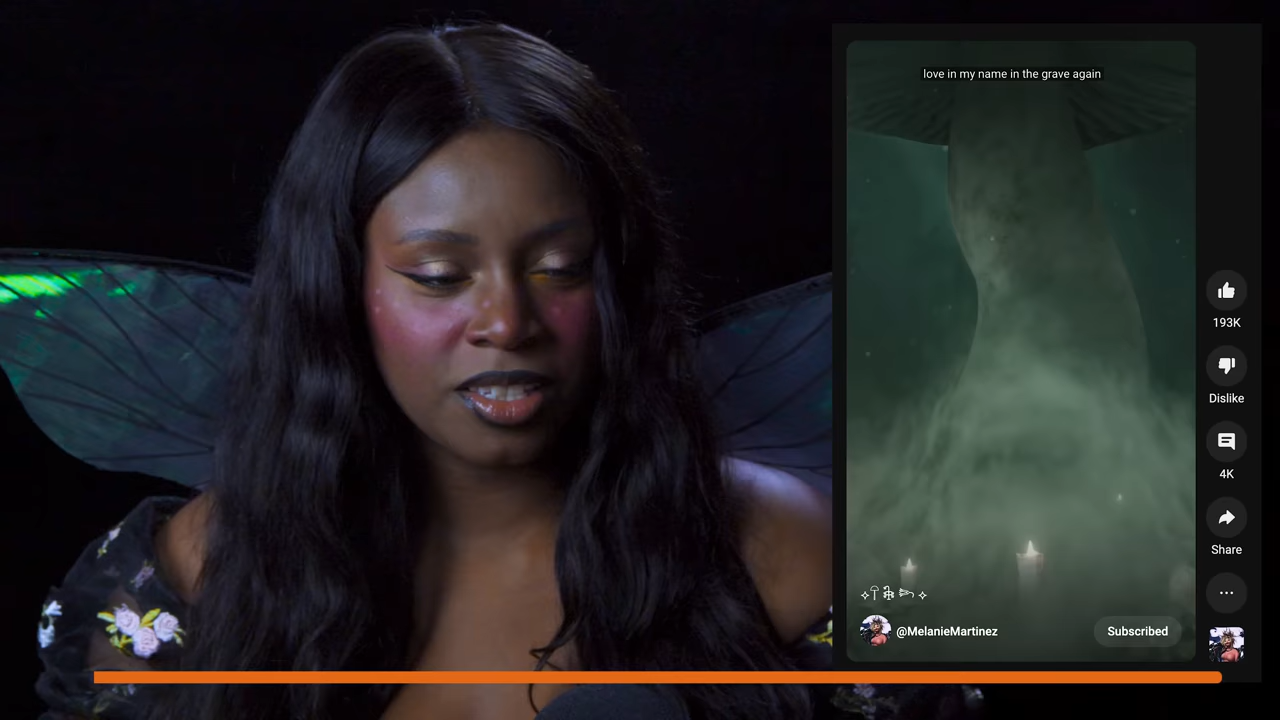 love in my name in the grave again
193K
Dislike
4K
Share
@MelanieMartinez
Subscribed